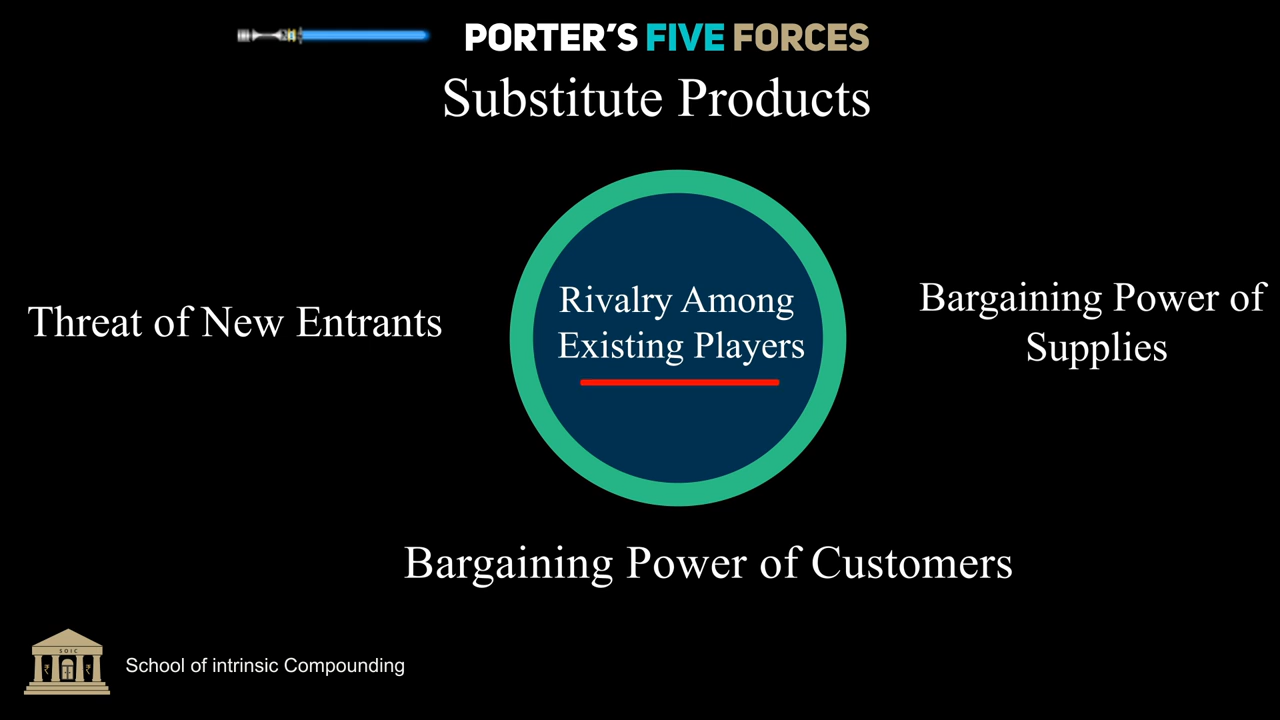 PORTER'S FIVE FORCES
Substitute Products
Threat of New Entrants
Rivalry Among
Existing Players
Bargaining Power of
Supplies
Bargaining Power of Customers
SOIC
School of intrinsic Compounding